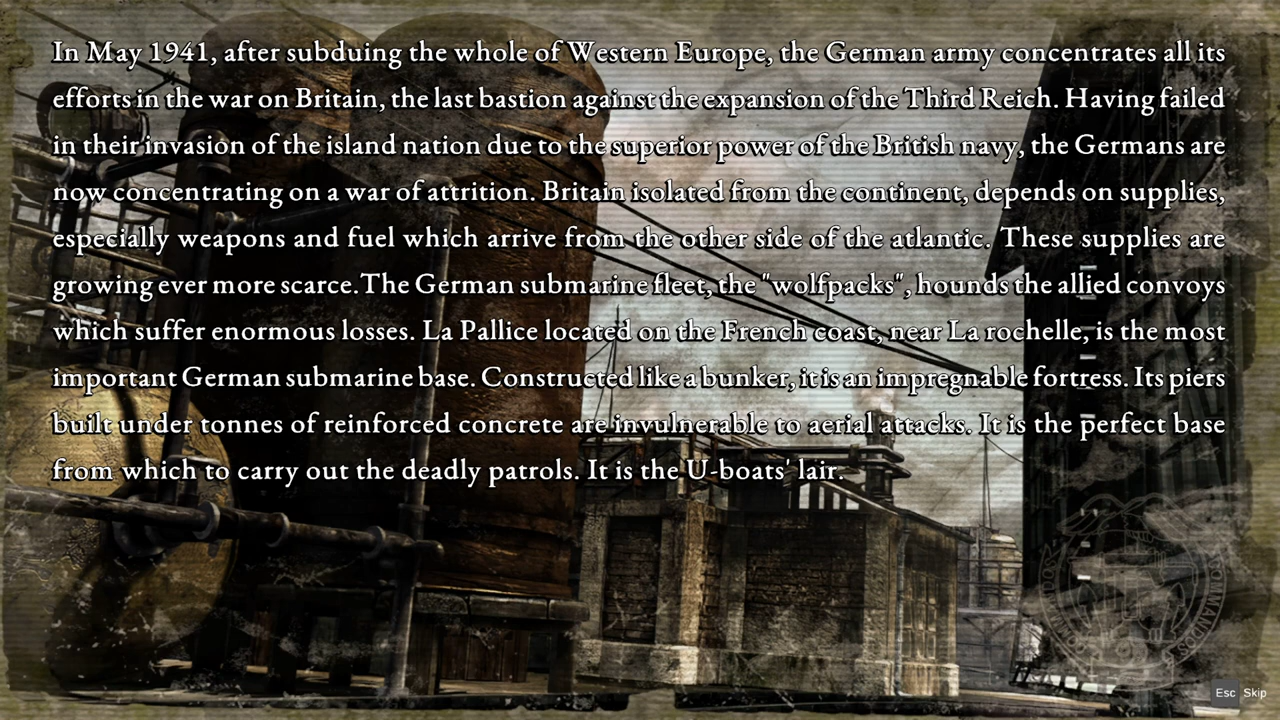 In May 1941, after subduing the whole of Western Europe, the German army concentrates all its
efforts in the war on Britain, the last bastion against the expansion of the Third Reich. Having failed
in their invasion of the island nation due to the superior power of the British navy, the Germans are
now concentrating on a war of attrition. Britain isolated from the continent, depends on supplies,
especially weapons and fuel which arrive from the other side of the atlantic. These supplies are
growing ever more scarce.The German submarine fleet, the "wolfpacks", hounds the allied convoys
which suffer enormous losses. La Pallice located on the French coast, near La rochelle, is the most
important German submarine base. Constructed like a bunker, it is an impregnable fortress. Its piers
built under tonnes of reinforced concrete are invulnerable to aerial attacks. It is the perfect base
from which to carry out the deadly patrols. It is the U-boats' lair.
COMMANDOS
Esc Skip